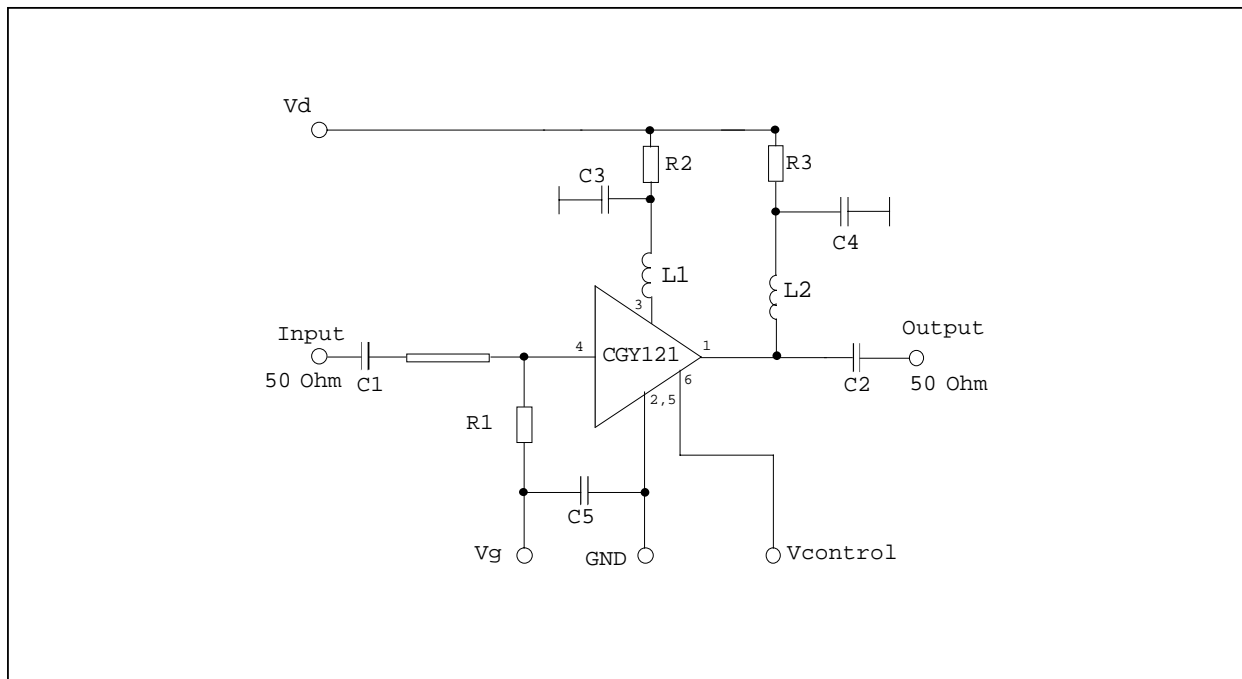 Vd
R2
R3
C3
C4
L1
L2
3
Input
Output
4
CGY121
1
50 Ohm
C1
6
C2
50 Ohm
2,5
R1
C5
Vg
GND
Vcontrol